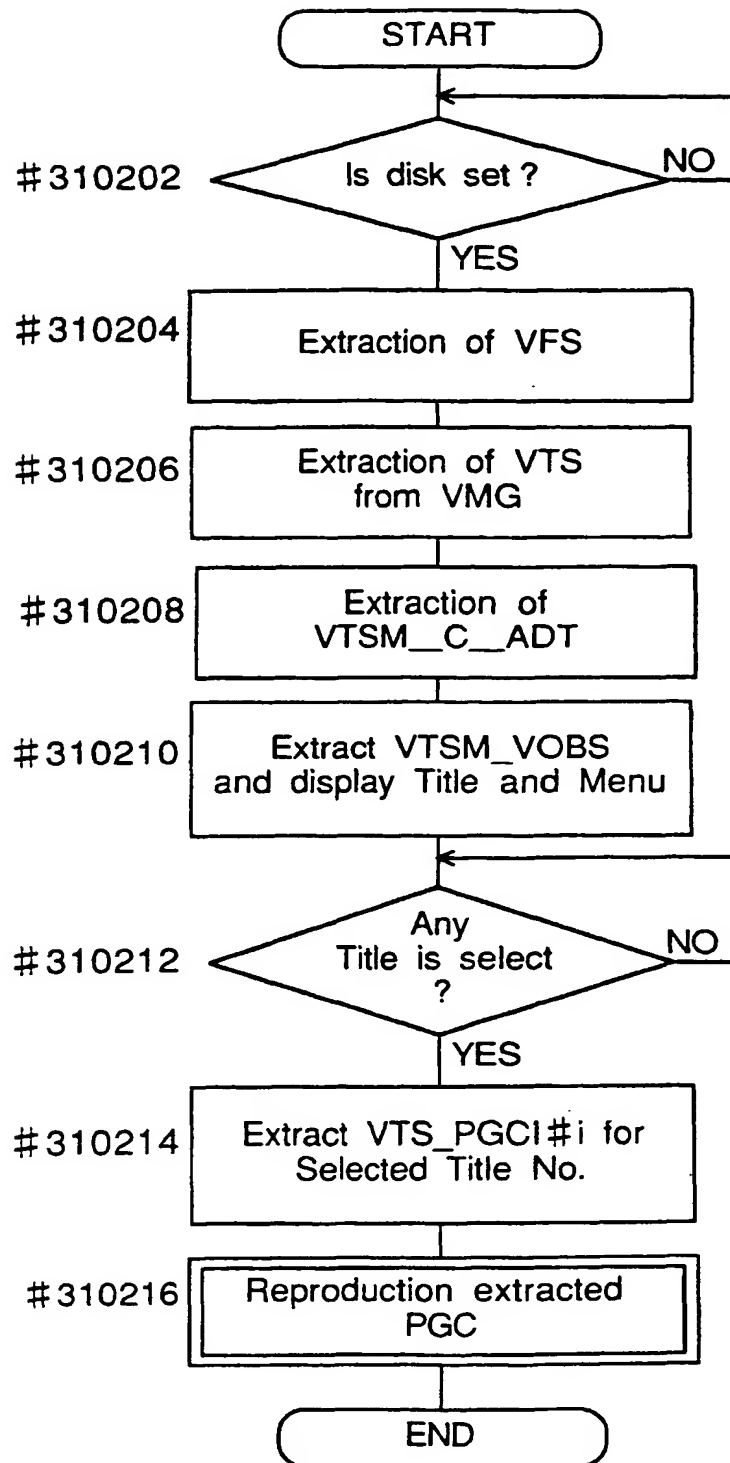 START
#310202
Is disk set ?
NO
YES
#310204
Extraction of VFS
#310206
Extraction of VTS
from VMG
#310208
Extraction of
VTSM__C__ADT
#310210
Extract VTSM_VOBS
and display Title and Menu
#310212
Any
Title is select
?
NO
YES
#310214
Extract VTS_PGCI#i for
Selected Title No.
#310216
Reproduction extracted
PGC
END